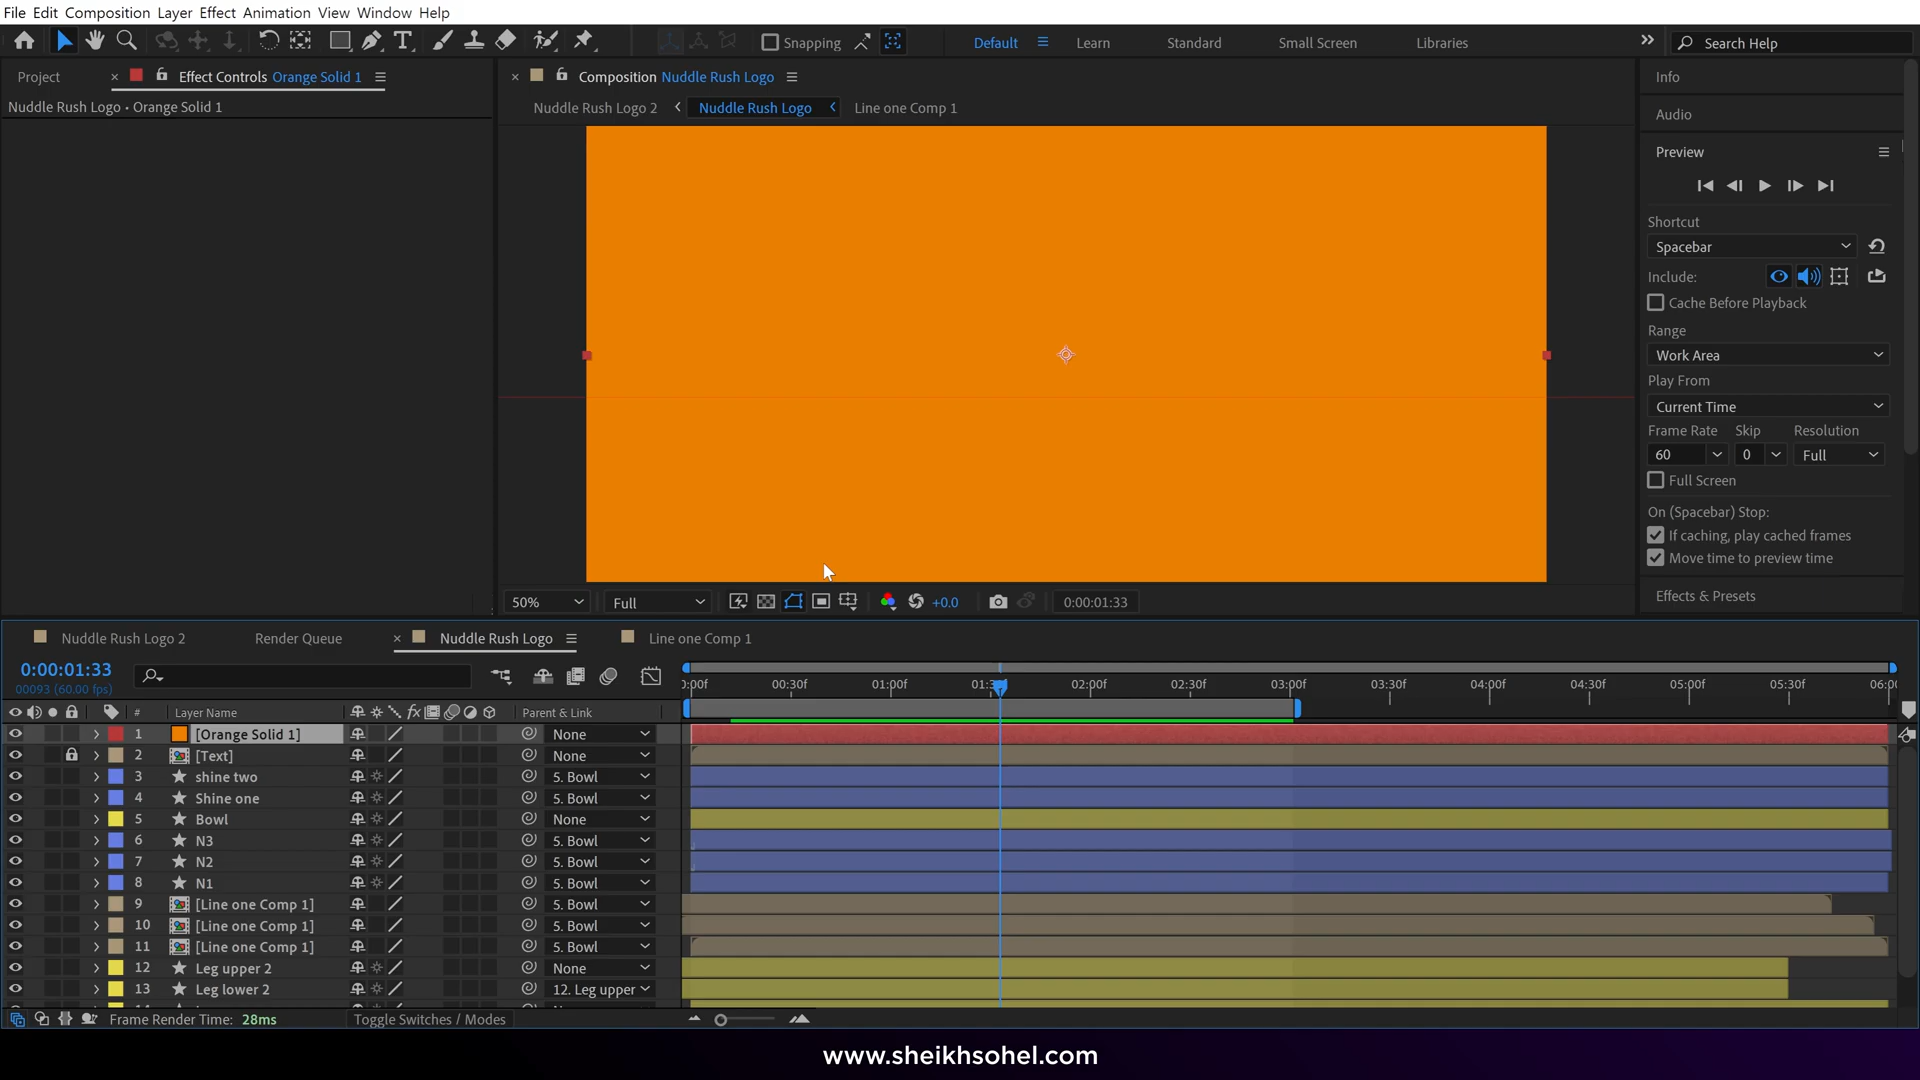 File Edit Composition Layer Effect Animation View Window Help
Snapping
Default
Learn
Standard
Small Screen
Libraries
Search Help
Project
Effect Controls Orange Solid 1
Nuddle Rush Logo • Orange Solid 1
Composition Nuddle Rush Logo
Nuddle Rush Logo 2
Nuddle Rush Logo
Line one Comp 1
50%
Full
+0.0
0:00:01:33
Info
Audio
Preview
Shortcut
Spacebar
Include:
Cache Before Playback
Range
Work Area
Play From
Current Time
Frame Rate Skip Resolution
60 0 Full
Full Screen
On (Spacebar) Stop:
If caching, play cached frames
Move time to preview time
Effects & Presets
Nuddle Rush Logo 2
Render Queue
Nuddle Rush Logo
Line one Comp 1
0:00:01:33
00093 (60.00 fps)
00:30f 01:00f 02:00f 02:30f 03:00f 03:30f 04:00f 04:30f 05:00f 05:30f
# Layer Name fx Parent & Link
1 [Orange Solid 1] None
2 [Text] None
3 shine two 5. Bowl
4 Shine one 5. Bowl
5 Bowl None
6 N3 5. Bowl
7 N2 5. Bowl
8 N1 5. Bowl
9 [Line one Comp 1] 5. Bowl
10 [Line one Comp 1] 5. Bowl
11 [Line one Comp 1] 5. Bowl
12 Leg upper 2 None
13 Leg lower 2 12. Leg upper
Frame Render Time: 28ms
Toggle Switches / Modes
www.sheikhsohel.com